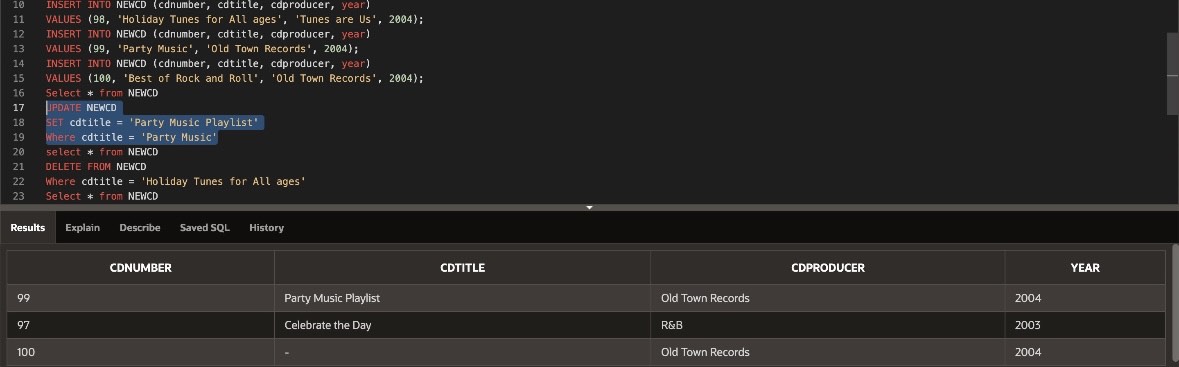 10 INSERT INTO NEWCD (cdnumber, cdtitle, cdproducer, year)
11 VALUES (98, 'Holiday Tunes for All ages', 'Tunes are Us', 2004);
12 INSERT INTO NEWCD (cdnumber, cdtitle, cdproducer, year)
13 VALUES (99, 'Party Music', 'Old Town Records', 2004);
14 INSERT INTO NEWCD (cdnumber, cdtitle, cdproducer, year)
15 VALUES (100, 'Best of Rock and Roll', 'Old Town Records', 2004);
16 Select * from NEWCD
17 UPDATE NEWCD
18 SET cdtitle = 'Party Music Playlist'
19 Where cdtitle = 'Party Music'
20 select * from NEWCD
21 DELETE FROM NEWCD
22 Where cdtitle = 'Holiday Tunes for All ages'
23 Select * from NEWCD
Results Explain Describe Saved SQL History
CDNUMBER CDTITLE CDPRODUCER YEAR
99 Party Music Playlist Old Town Records 2004
97 Celebrate the Day R&B 2003
100 - Old Town Records 2004